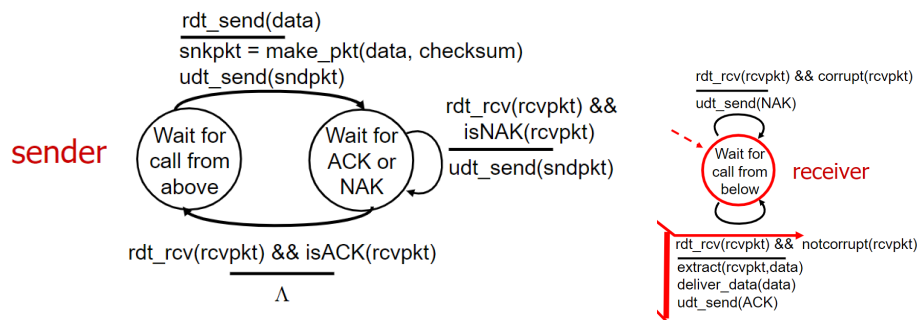 rdt_send(data)
snkpkt = make_pkt(data, checksum)
udt_send(sndpkt)
sender
Wait for
call from
above
Wait for
ACK or
NAK
rdt_rcv(rcvpkt) &&
isNAK(rcvpkt)
udt_send(sndpkt)
rdt_rcv(rcvpkt) && isACK(rcvpkt)
Λ
rdt_rcv(rcvpkt) && corrupt(rcvpkt)
udt_send(NAK)
Wait for
call from
below
receiver
rdt_rcv(rcvpkt) && notcorrupt(rcvpkt)
extract(rcvpkt,data)
deliver_data(data)
udt_send(ACK)